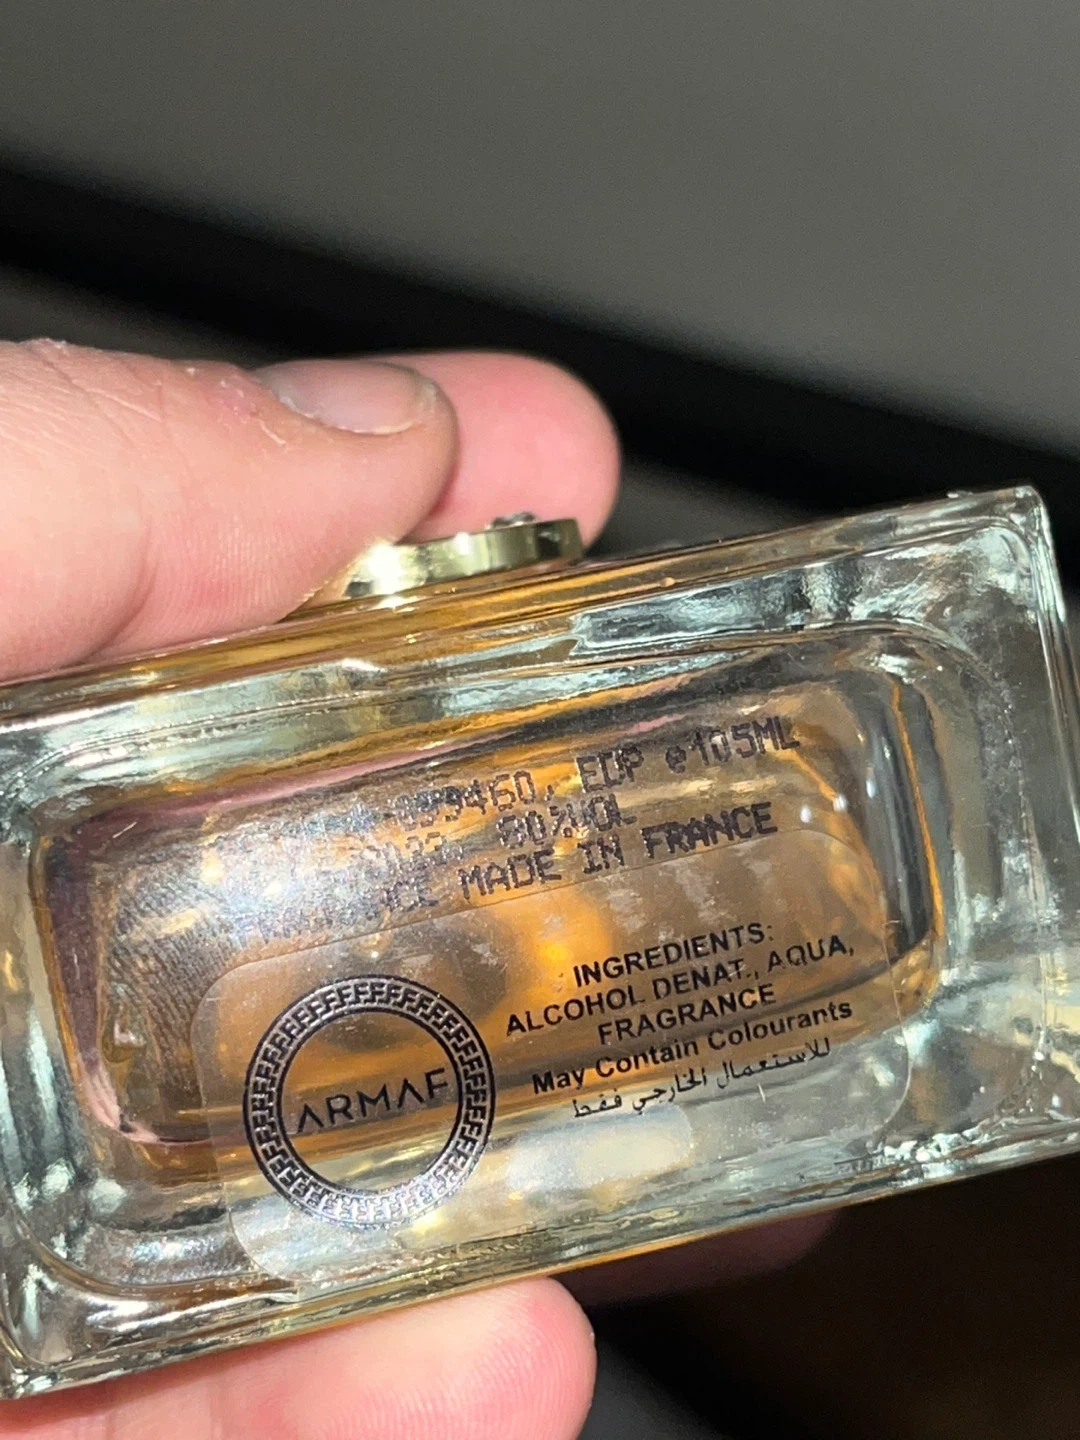 EDP e105ML
80%VOL
MADE IN FRANCE
ARMAF
INGREDIENTS:
ALCOHOL DENAT., AQUA,
FRAGRANCE
May Contain Colourants
للاستعمال الخارجي فقط